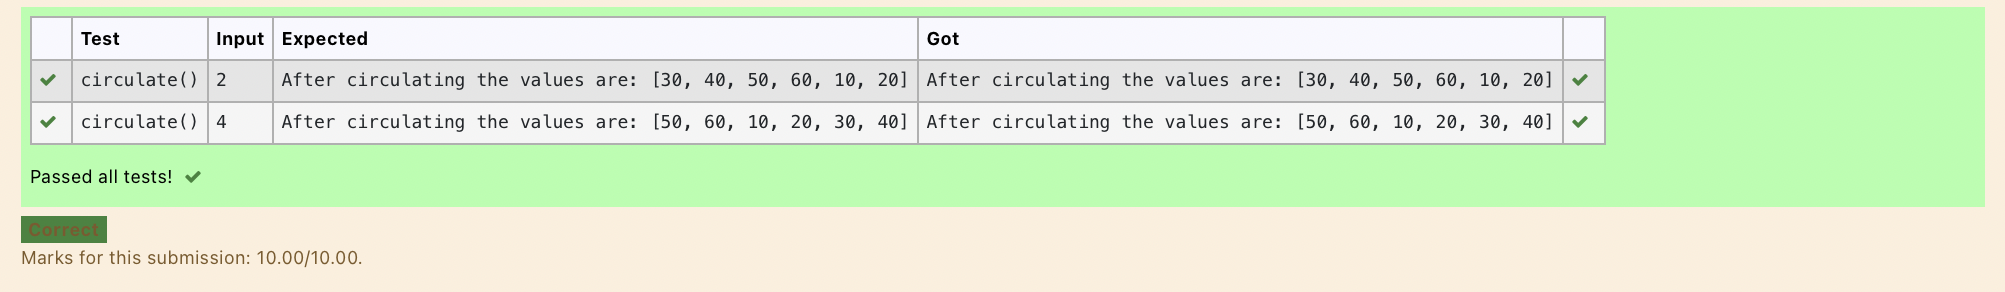 Test Input Expected Got
circulate() 2 After circulating the values are: [30, 40, 50, 60, 10, 20] After circulating the values are: [30, 40, 50, 60, 10, 20]
circulate() 4 After circulating the values are: [50, 60, 10, 20, 30, 40] After circulating the values are: [50, 60, 10, 20, 30, 40]
Passed all tests!
Correct
Marks for this submission: 10.00/10.00.